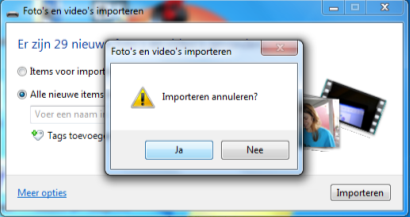 Foto's en video's importeren
Er zijn 29 nieuw
Foto's en video's importeren
Items voor import
Alle nieuwe items
Importeren annuleren?
Voer een naam in
Tags toevoege
Ja
Nee
Meer opties
Importeren